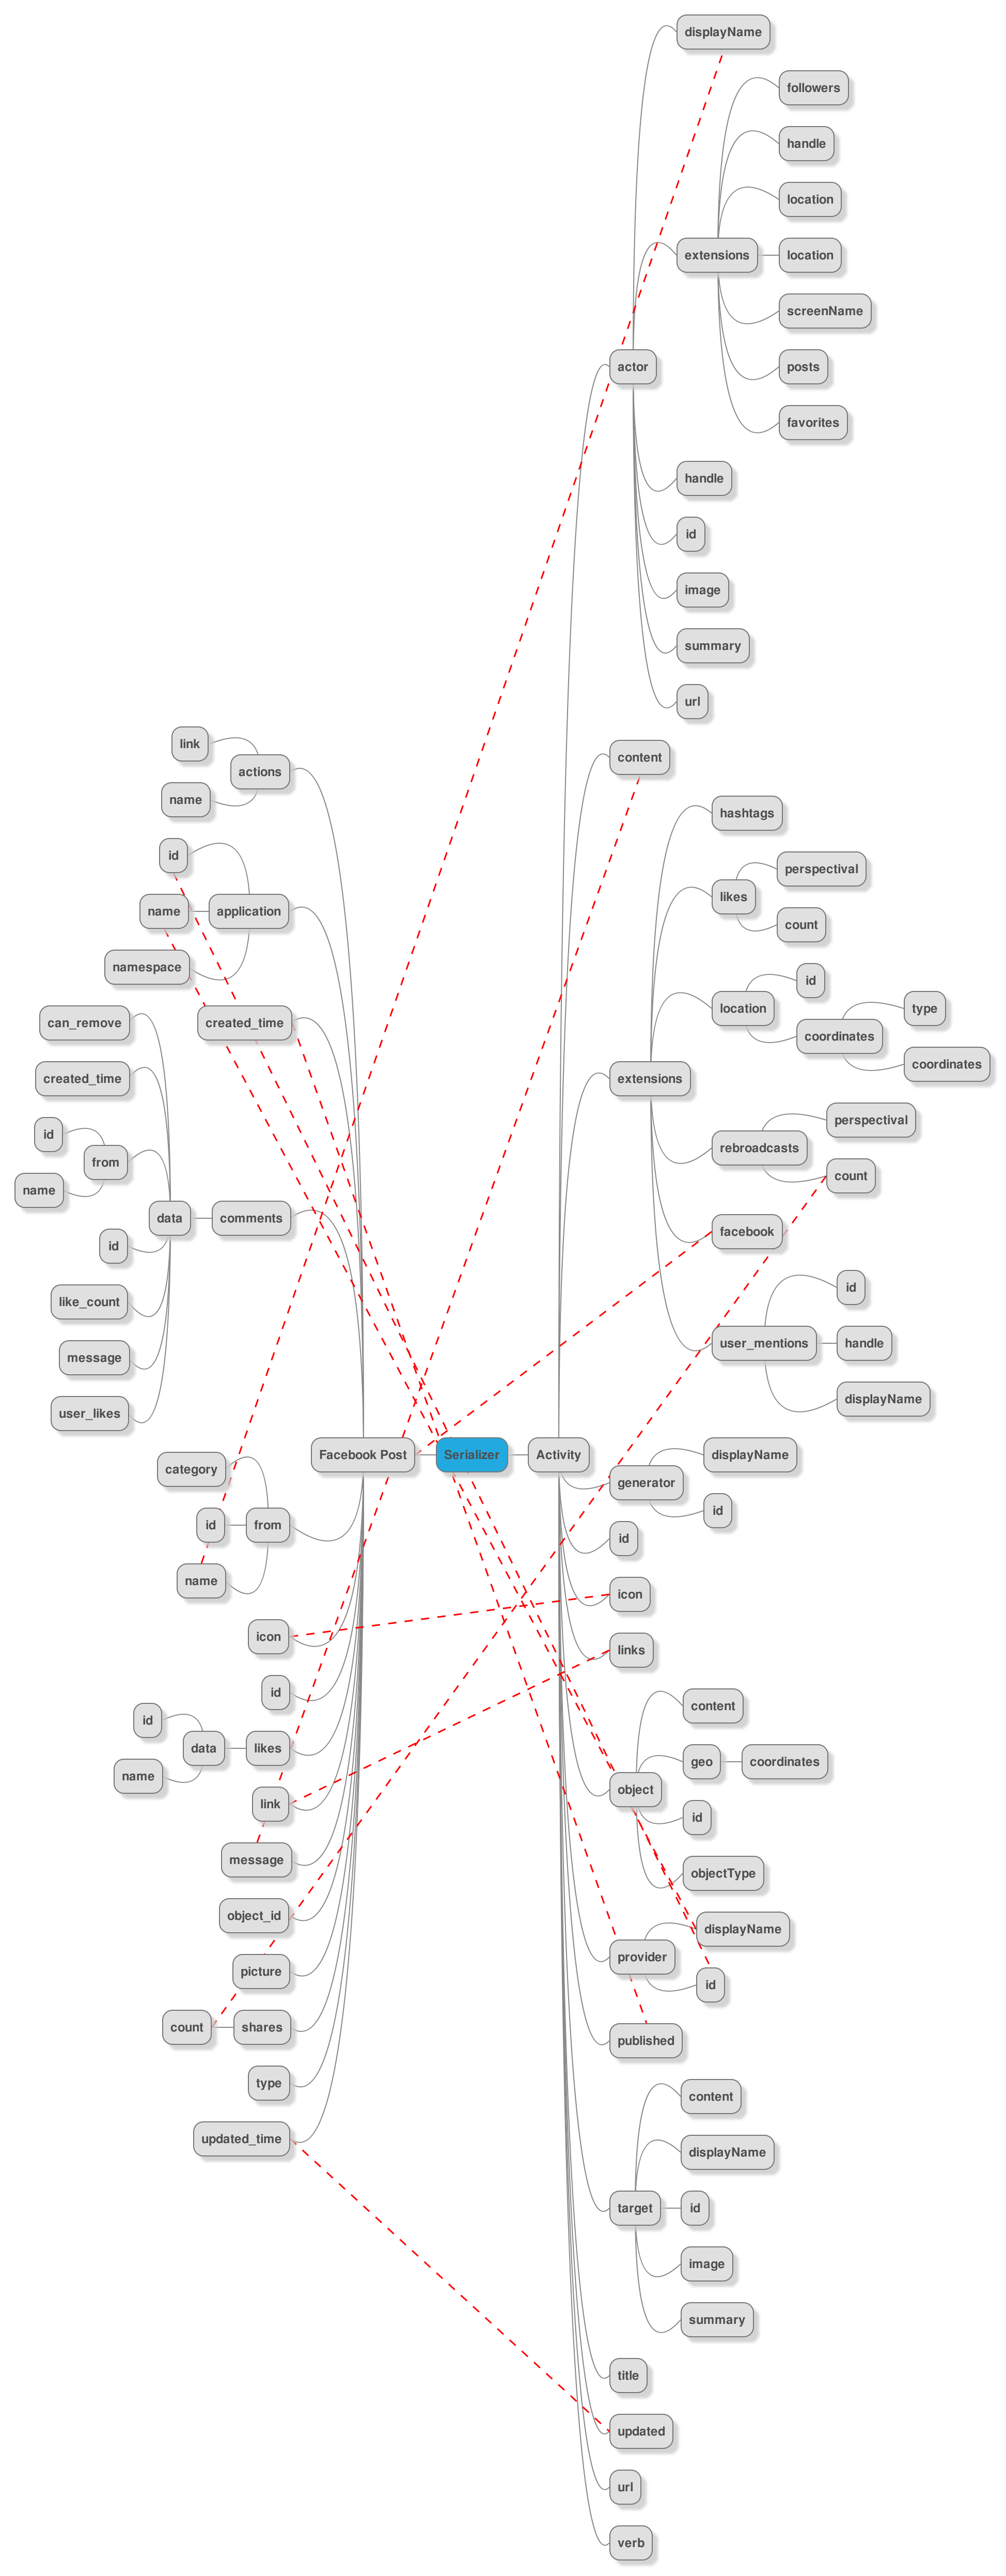 displayName
followers
handle
location
extensions
location
screenName
posts
actor
favorites
handle
id
image
summary
url
link
actions
name
content
hashtags
id
name
application
namespace
perspectival
likes
count
can_remove
created_time
created_time
id
from
name
data
comments
id
like_count
message
user_likes
id
location
type
coordinates
coordinates
extensions
perspectival
rebroadcasts
count
facebook
id
user_mentions
handle
displayName
Facebook Post
Serializer
Activity
category
id
from
name
icon
id
id
data
likes
name
link
message
object_id
picture
count
shares
type
updated_time
displayName
generator
id
id
icon
links
content
geo
coordinates
object
id
objectType
displayName
provider
id
published
content
displayName
target
id
image
summary
title
updated
url
verb